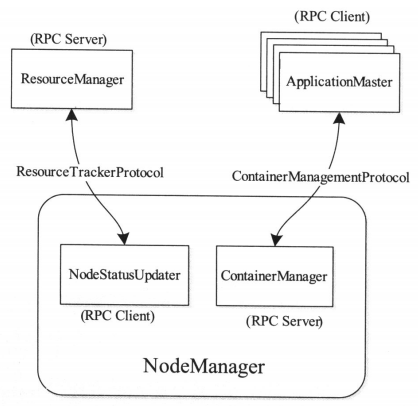 (RPC Client)
(RPC Server)
ResourceManager
ApplicationMaster
ResourceTrackerProtocol
ContainerManagementProtocol
NodeStatusUpdater
ContainerManager
(RPC Client)
(RPC Server)
NodeManager